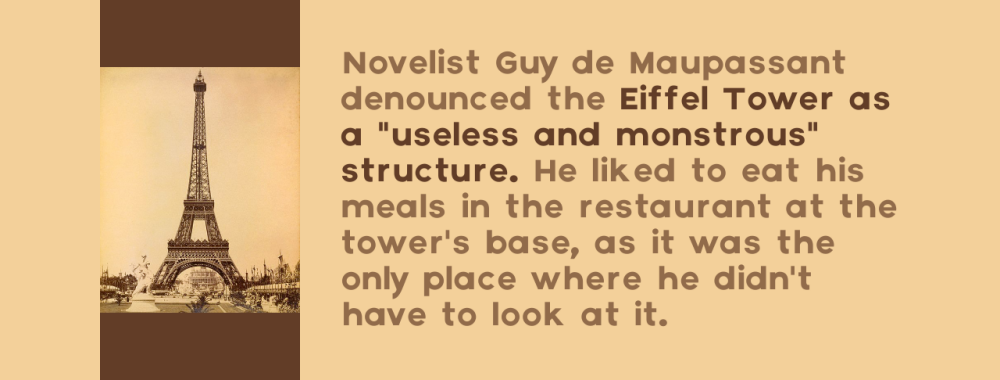 Novelist Guy de Maupassant
denounced the Eiffel Tower as
a "useless and monstrous"
structure. He liked to eat his
meals in the restaurant at the
tower's base, as it was the
only place where he didn't
have to look at it.